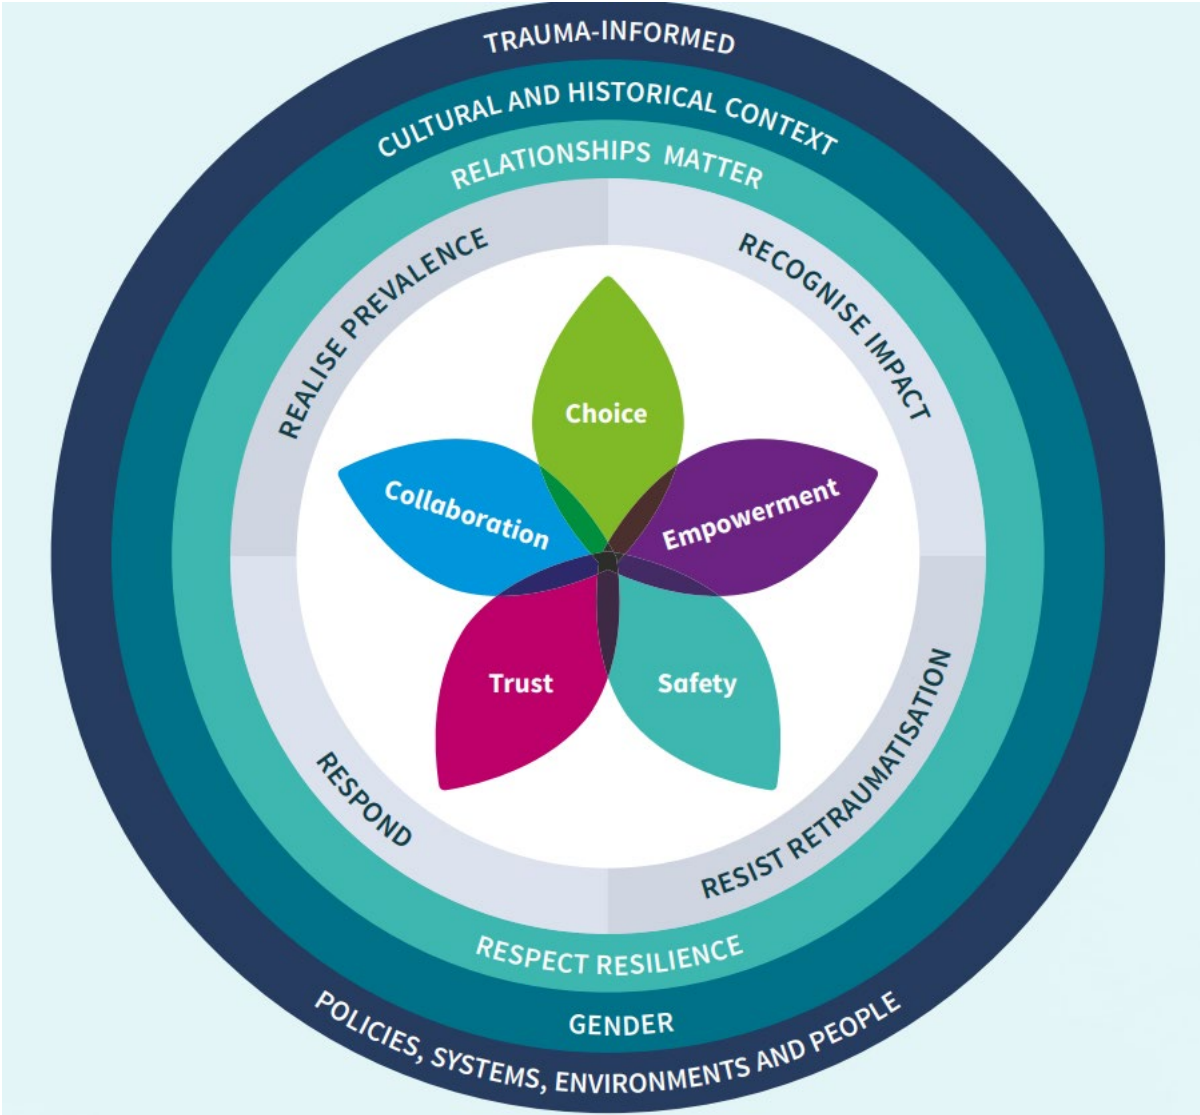 TRAUMA-INFORMED
CULTURAL AND HISTORICAL CONTEXT
RELATIONSHIPS MATTER
REALISE PREVALENCE
RECOGNISE IMPACT
Choice
Collaboration
Empowerment
Trust
Safety
RESPOND
RESIST RETRAUMATISATION
RESPECT RESILIENCE
GENDER
POLICIES, SYSTEMS, ENVIRONMENTS AND PEOPLE